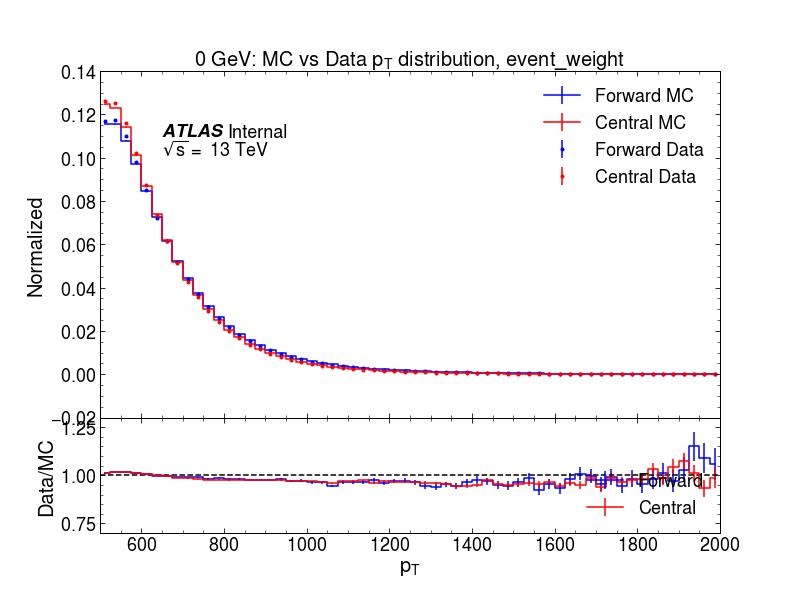 0 GeV: MC vs Data pT distribution, event_weight
0.14
0.12
0.10
0.08
0.06
0.04
0.02
0.00
−0.02
Normalized
ATLAS Internal
√s = 13 TeV
Forward MC
Central MC
Forward Data
Central Data
1.25
1.00
0.75
Data/MC
Forward
Central
600 800 1000 1200 1400 1600 1800 2000
pT